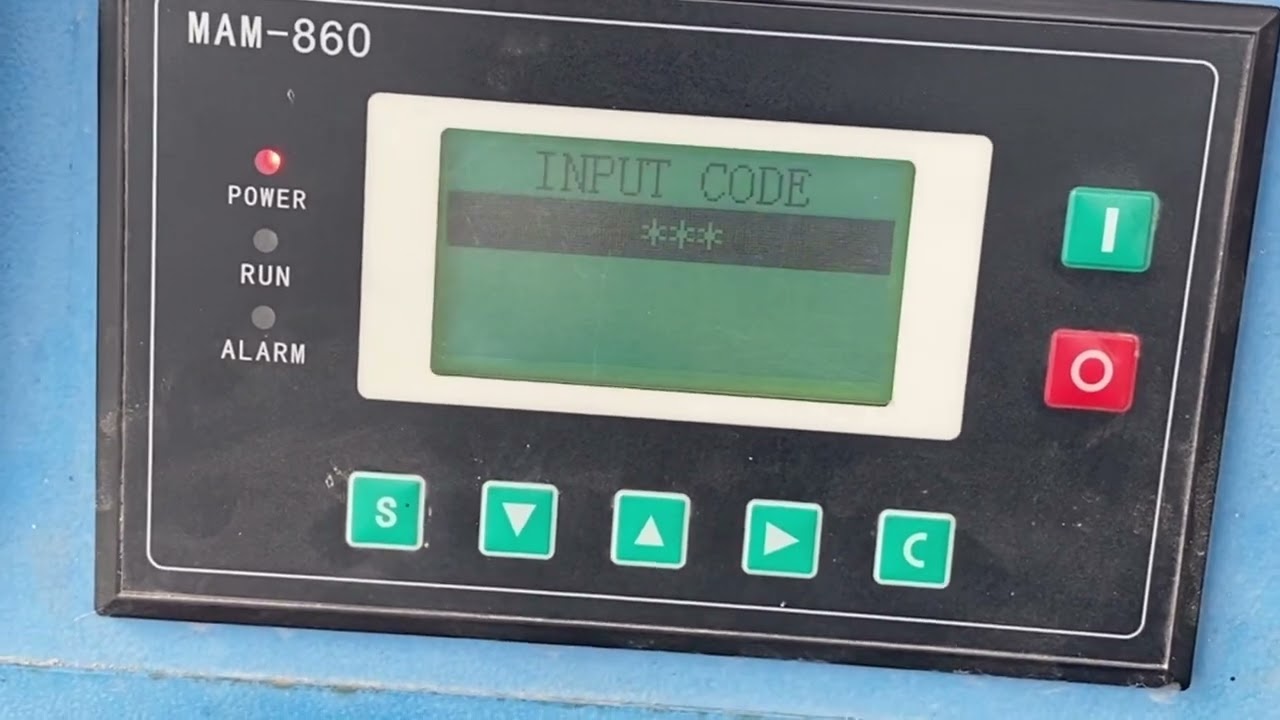 MAM-860
INPUT CODE
***
POWER
RUN
ALARM
I
O
S
C